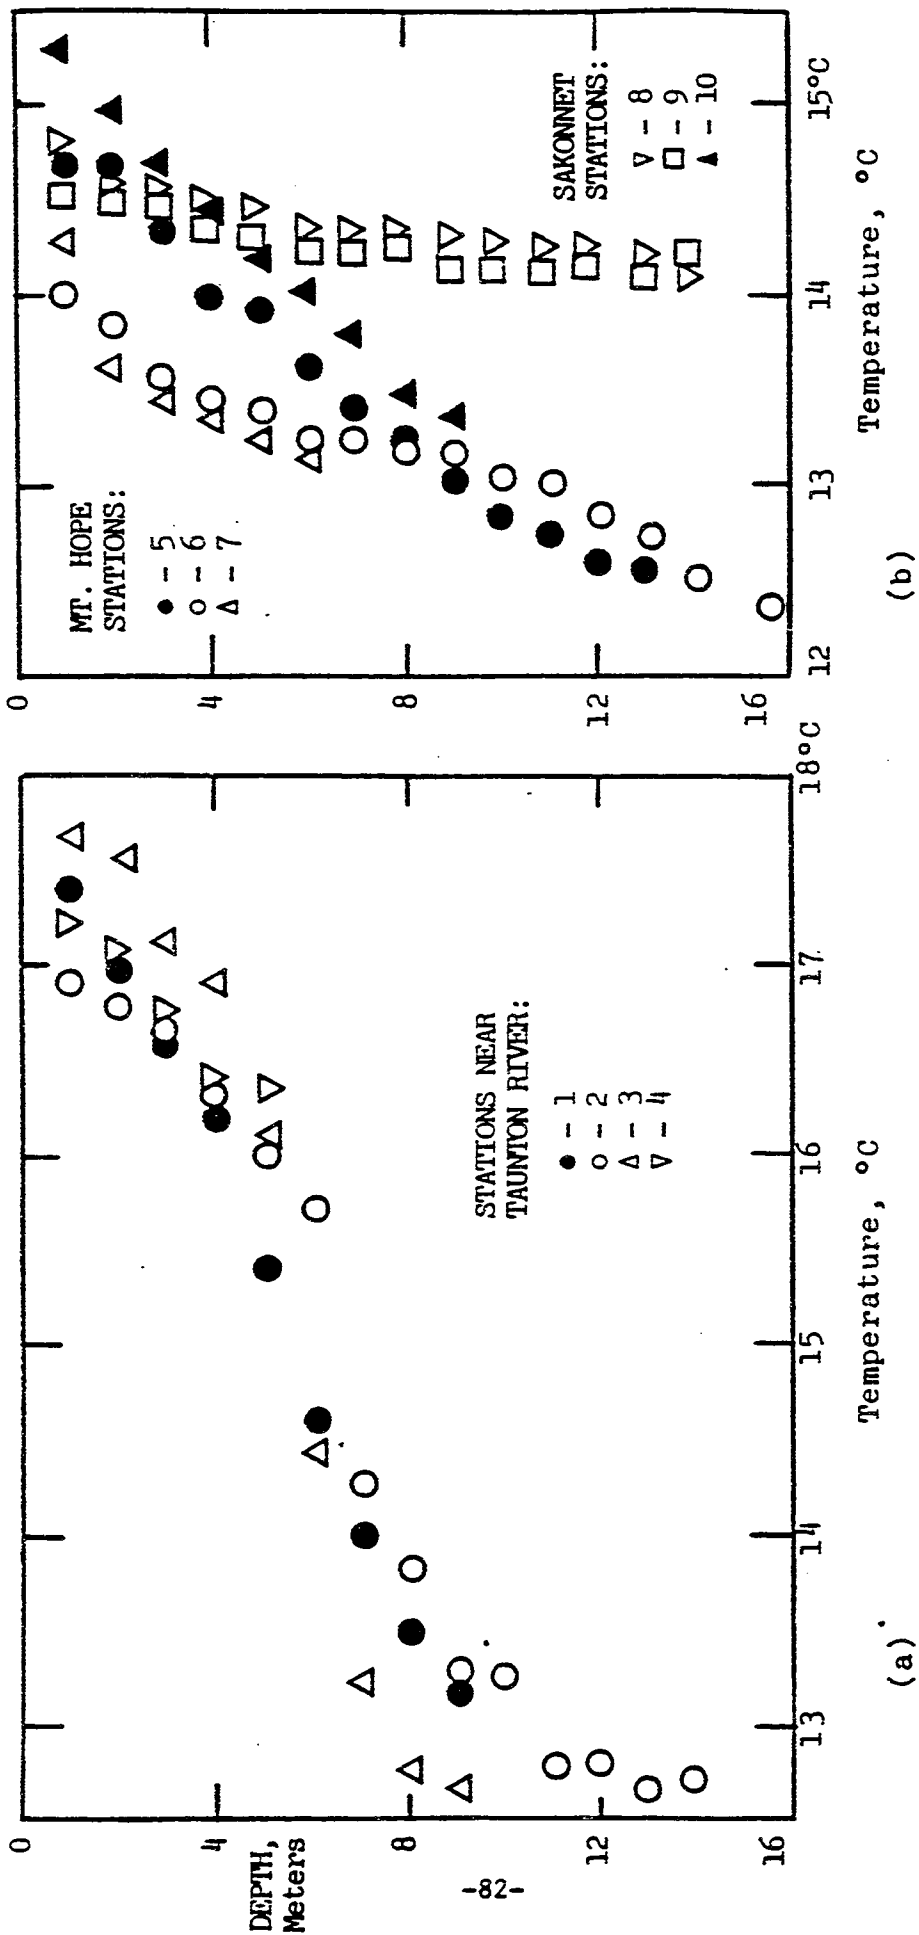 0
4
8
12
16
DEPTH,
Meters
13
14
15
16
17
18°C
Temperature, °C
(a)
STATIONS NEAR
TAUNTON RIVER:
● - 1
○ - 2
△ - 3
▽ - 4
0
4
8
12
16
12
13
14
15°C
Temperature, °C
(b)
MT. HOPE
STATIONS:
● - 5
○ - 6
△ - 7
SAKONNET
STATIONS:
▽ - 8
□ - 9
▲ - 10
-82-